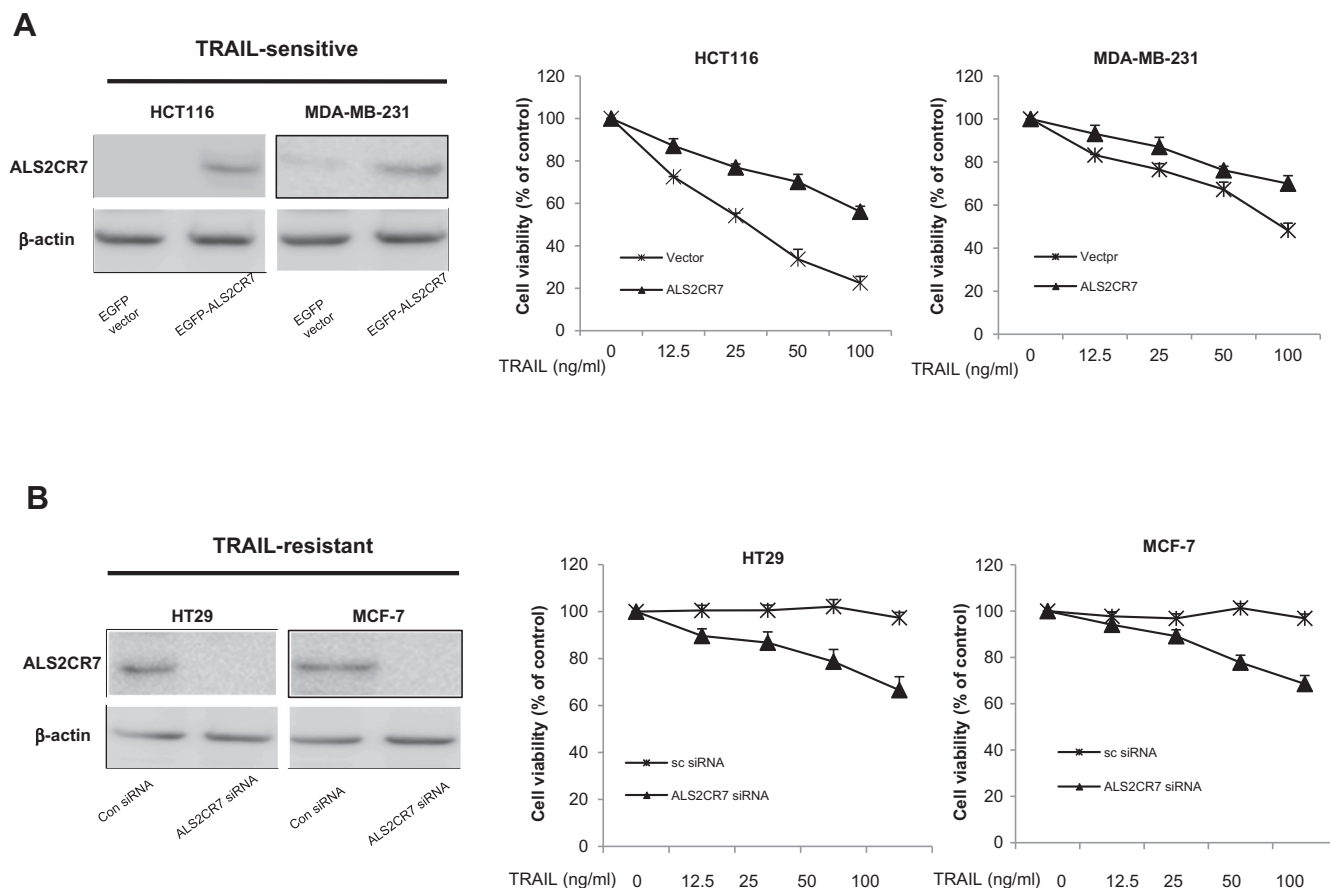 A
TRAIL-sensitive
HCT116
MDA-MB-231
ALS2CR7
β-actin
EGFP
vector
EGFP-ALS2CR7
EGFP
vector
EGFP-ALS2CR7
HCT116
Cell viability (% of control)
120
100
80
60
40
20
0
Vector
ALS2CR7
0 12.5 25 50 100
TRAIL (ng/ml)
MDA-MB-231
Cell viability (% of control)
120
100
80
60
40
20
0
Vectpr
ALS2CR7
0 12.5 25 50 100
TRAIL (ng/ml)
B
TRAIL-resistant
HT29
MCF-7
ALS2CR7
β-actin
Con siRNA
ALS2CR7 siRNA
Con siRNA
ALS2CR7 siRNA
HT29
Cell viability (% of control)
120
100
80
60
40
20
0
sc siRNA
ALS2CR7 siRNA
TRAIL (ng/ml) 0 12.5 25 50 100
MCF-7
Cell viability (% of control)
120
100
80
60
40
20
0
sc siRNA
ALS2CR7 siRNA
TRAIL (ng/ml) 0 12.5 25 50 100